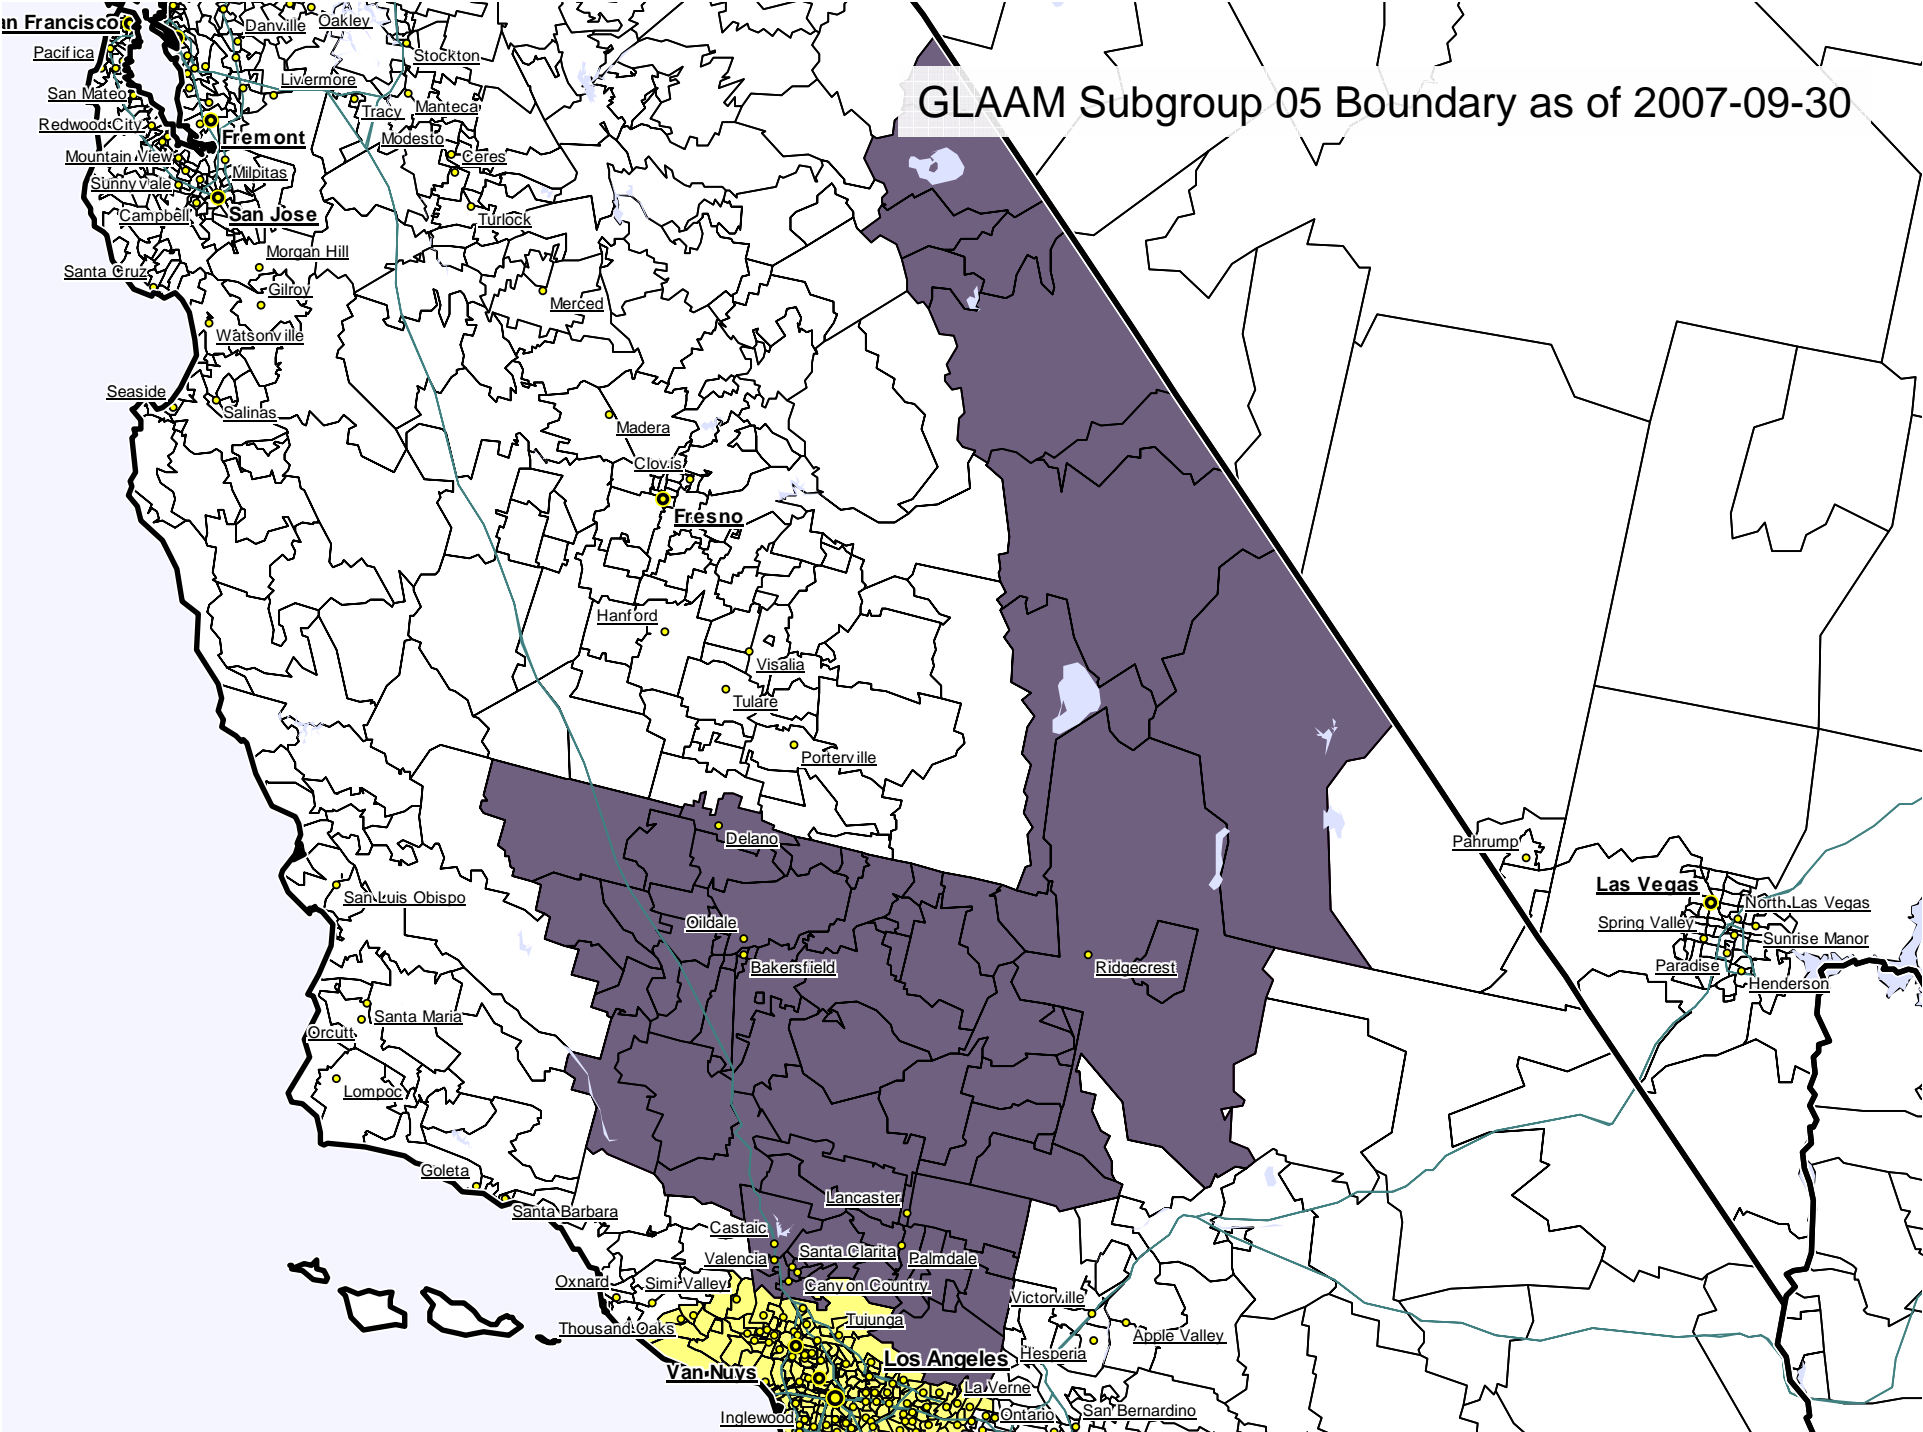 an Francisco
Danville
Oakley
Pacifica
Stockton
Livermore
San Mateo
Tracy
Manteca
GLAAM Subgroup 05 Boundary as of 2007-09-30
Redwood City
Fremont
Modesto
Mountain View
Ceres
Sunnyvale
Milpitas
Campbell
San Jose
Turlock
Morgan Hill
Santa Cruz
Gilroy
Merced
Watsonville
Seaside
Salinas
Madera
Clovis
Fresno
Hanford
Visalia
Tulare
Porterville
Delano
Pahrump
Las Vegas
San Luis Obispo
North Las Vegas
Oildale
Spring Valley
Sunrise Manor
Bakersfield
Ridgecrest
Paradise
Henderson
Santa Maria
Orcutt
Lompoc
Goleta
Santa Barbara
Lancaster
Castaic
Valencia
Santa Clarita
Palmdale
Oxnard
Simi Valley
Canyon Country
Victorville
Thousand Oaks
Tujunga
Apple Valley
Hesperia
Los Angeles
Van Nuys
La Verne
Inglewood
Ontario
San Bernardino